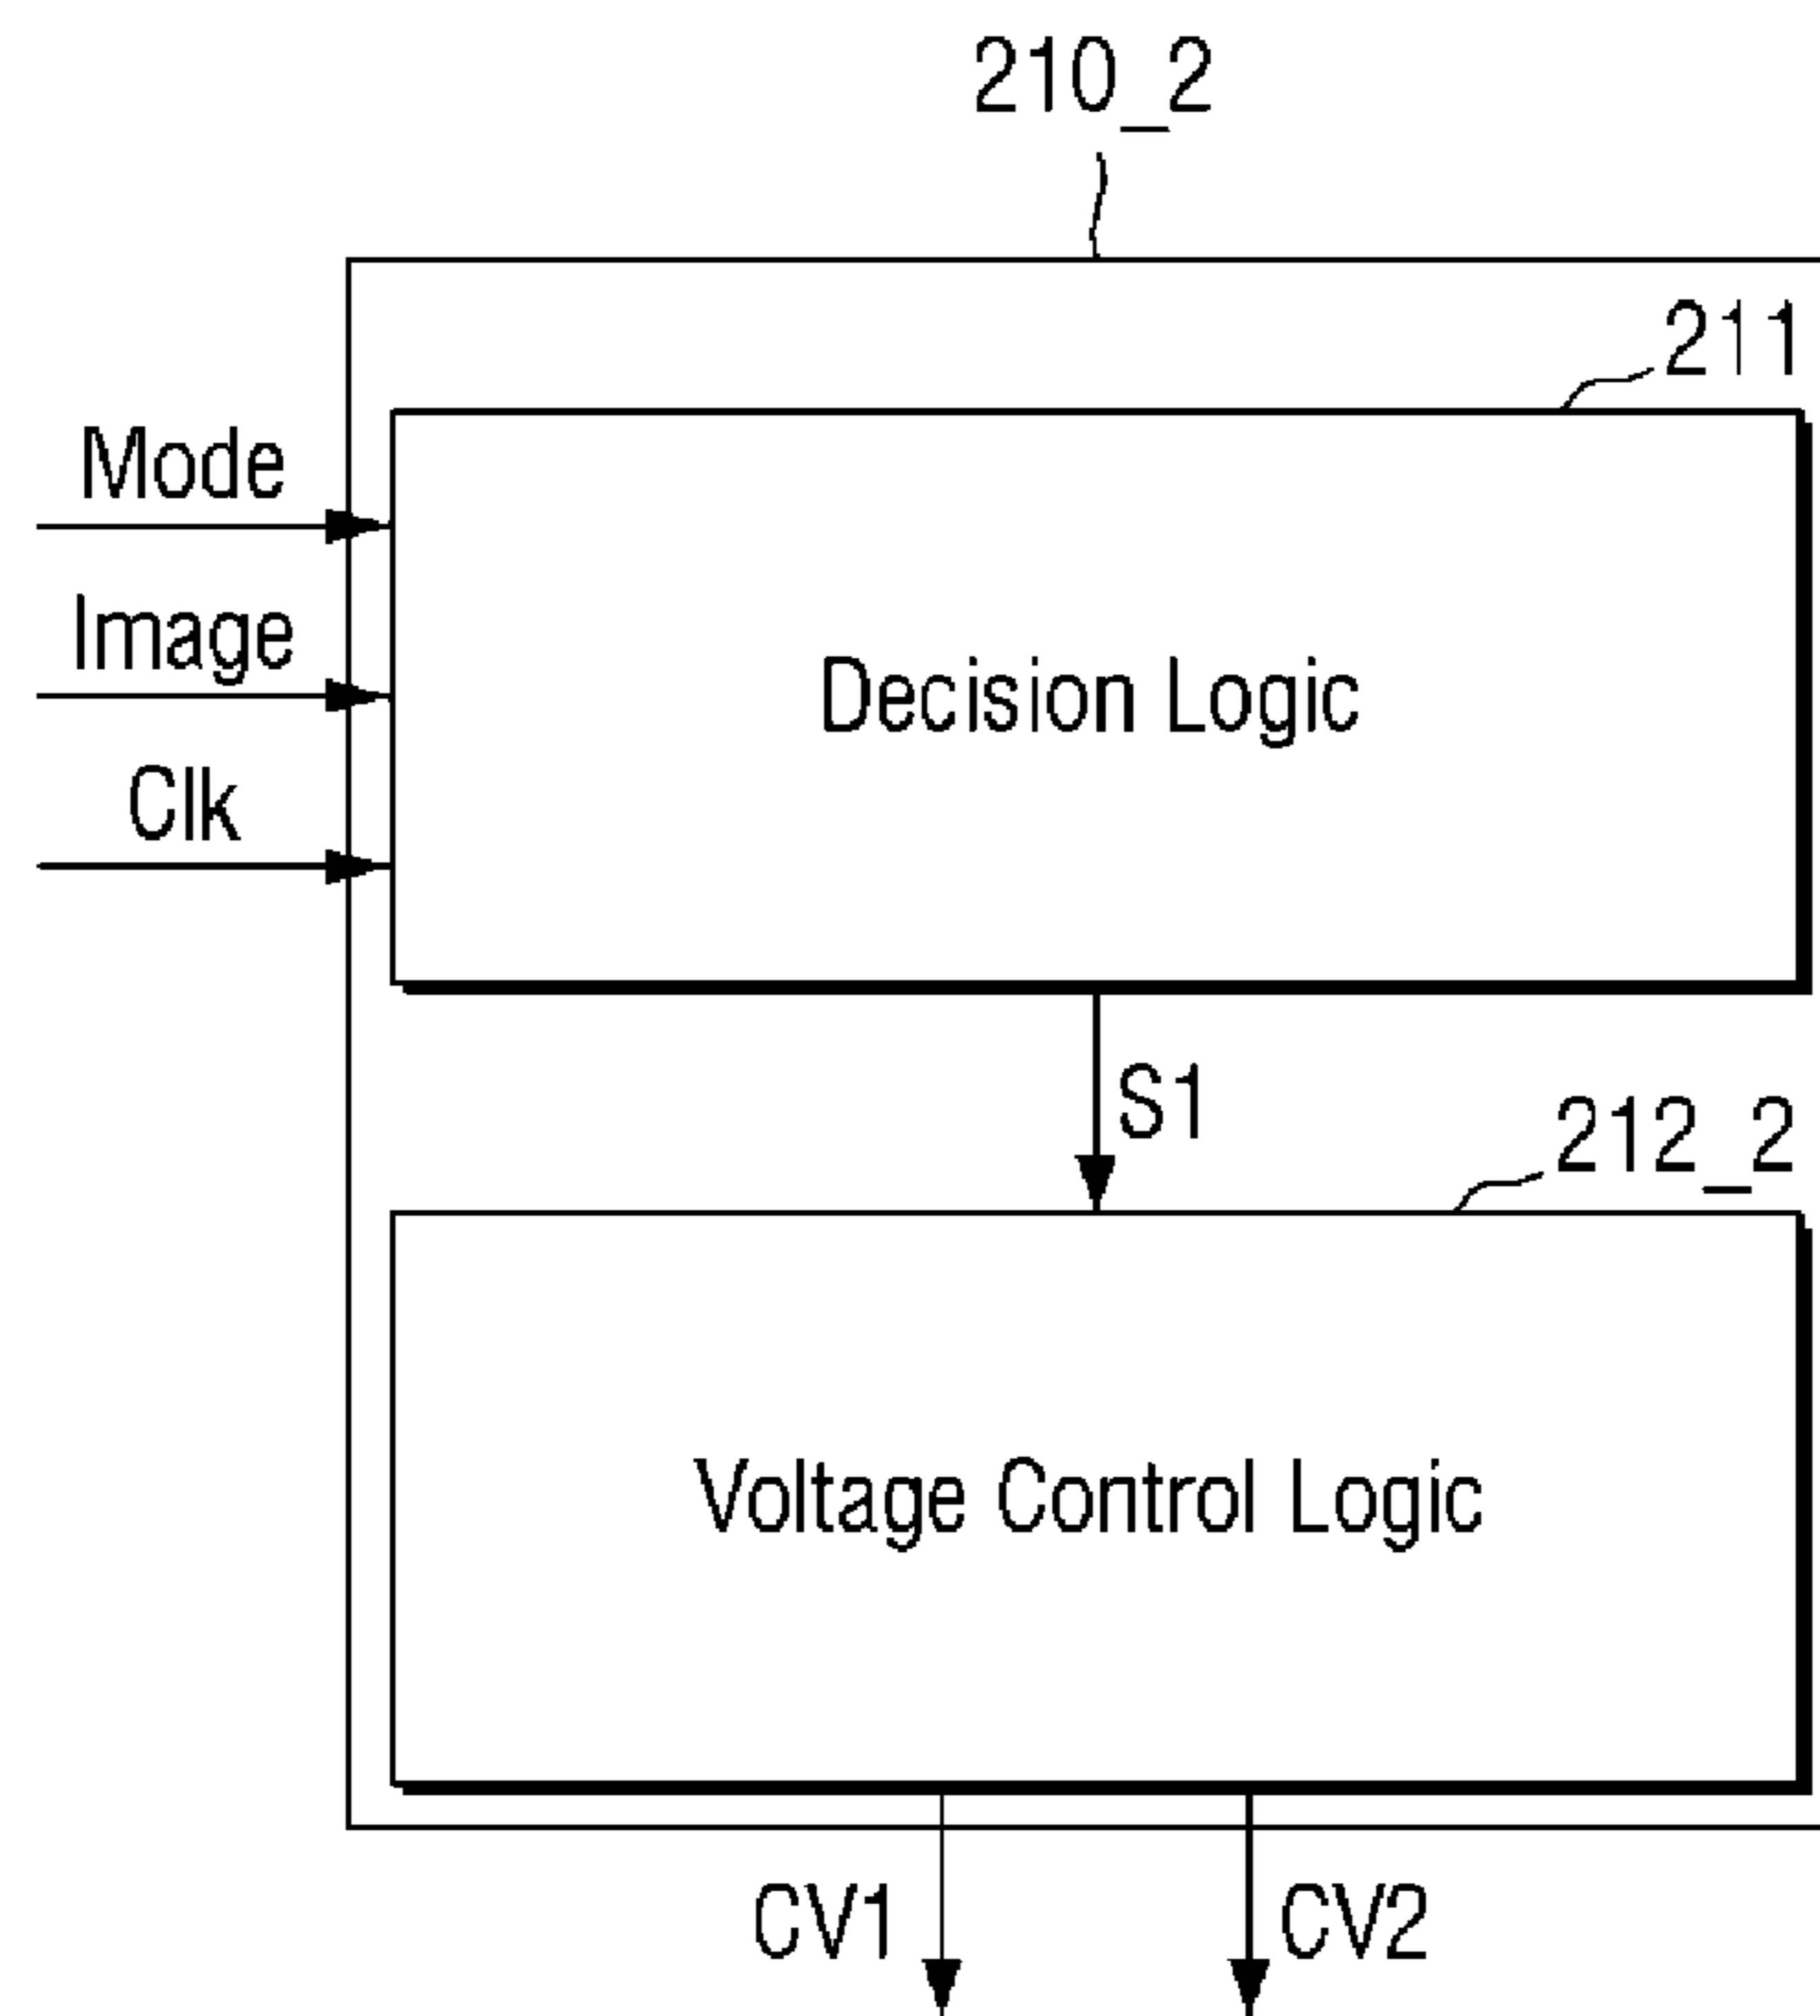 210_2
211
Mode
Image
Clk
Decision Logic
S1
212_2
Voltage Control Logic
CV1
CV2